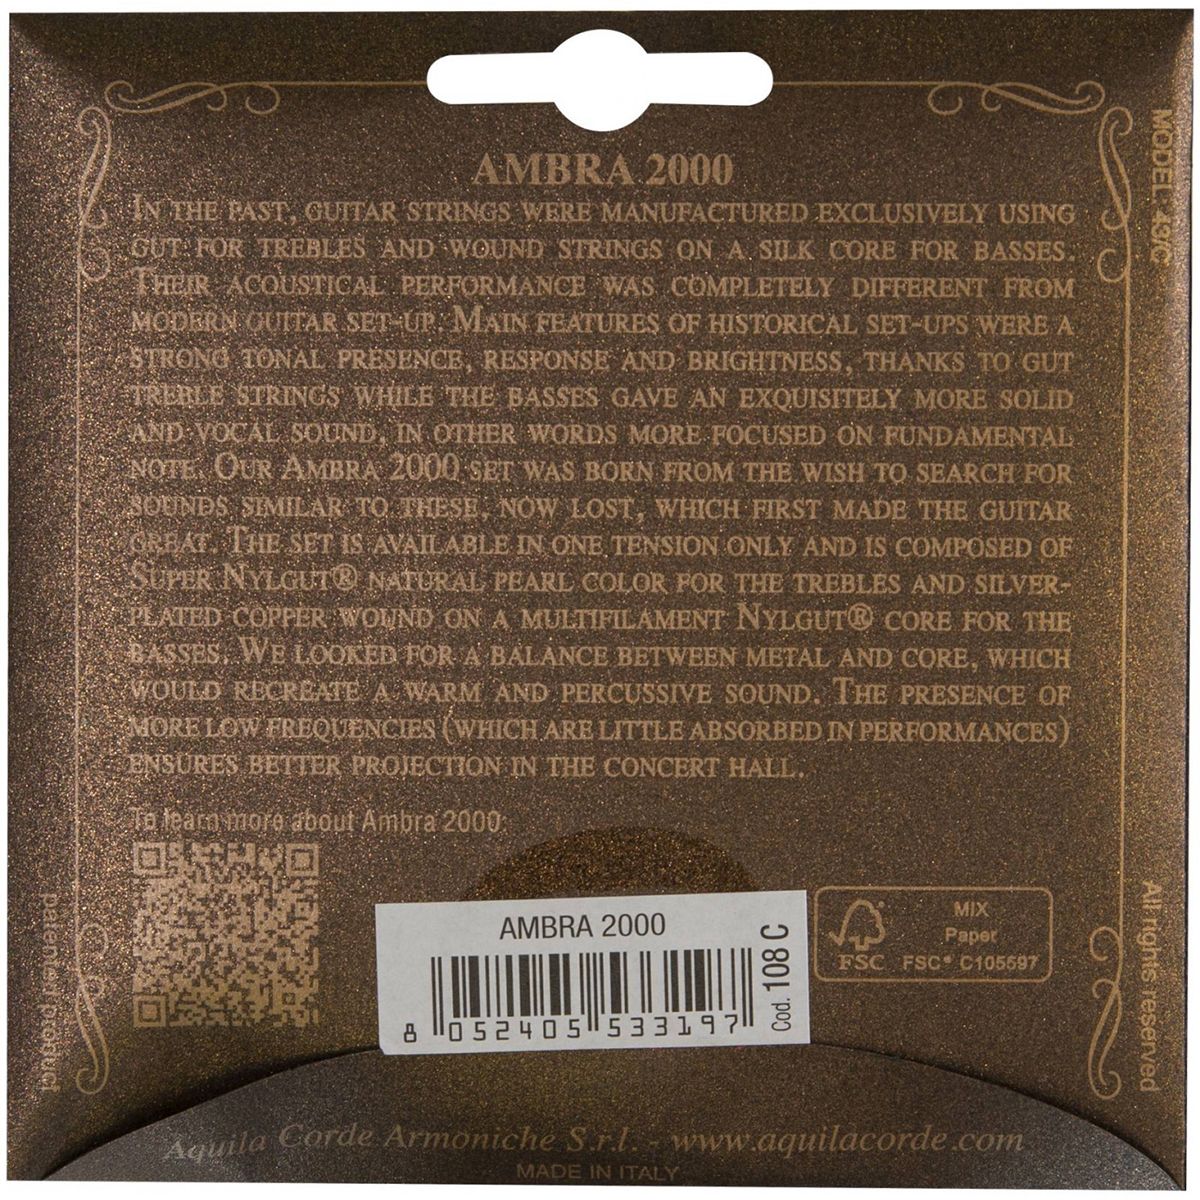 AMBRA 2000
IN THE PAST, GUITAR STRINGS WERE MANUFACTURED EXCLUSIVELY USING
GUT FOR TREBLES AND WOUND STRINGS ON A SILK CORE FOR BASSES.
THEIR ACOUSTICAL PERFORMANCE WAS COMPLETELY DIFFERENT FROM
MODERN GUITAR SET-UP. MAIN FEATURES OF HISTORICAL SET-UPS WERE A
STRONG TONAL PRESENCE, RESPONSE AND BRIGHTNESS, THANKS TO GUT
TREBLE STRINGS WHILE THE BASSES GAVE AN EXQUISITELY MORE SOLID
AND VOCAL SOUND, IN OTHER WORDS MORE FOCUSED ON FUNDAMENTAL
NOTE. OUR AMBRA 2000 SET WAS BORN FROM THE WISH TO SEARCH FOR
SOUNDS SIMILAR TO THESE, NOW LOST, WHICH FIRST MADE THE GUITAR
GREAT. THE SET IS AVAILABLE IN ONE TENSION ONLY AND IS COMPOSED OF
SUPER NYLGUT® NATURAL PEARL COLOR FOR THE TREBLES AND SILVER-
PLATED COPPER WOUND ON A MULTIFILAMENT NYLGUT® CORE FOR THE
BASSES. WE LOOKED FOR A BALANCE BETWEEN METAL AND CORE, WHICH
WOULD RECREATE A WARM AND PERCUSSIVE SOUND. THE PRESENCE OF
MORE LOW FREQUENCIES (WHICH ARE LITTLE ABSORBED IN PERFORMANCES)
ENSURES BETTER PROJECTION IN THE CONCERT HALL.
To learn more about Ambra 2000:
MODEL 49/C
patened product
All rights reserved
AMBRA 2000
8 052405 533197
Cod. 108 C
FSC
MIX
Paper
FSC® C105597
Aquila Corde Armoniche S.r.l. - www.aquilacorde.com
MADE IN ITALY